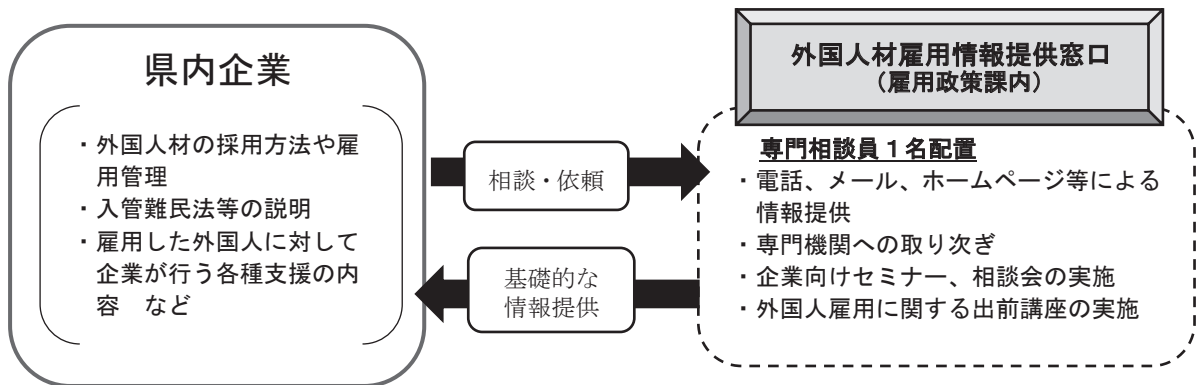 県内企業
・外国人材の採用方法や雇
用管理
・入管難民法等の説明
・雇用した外国人に対して
企業が行う各種支援の内
容　など
相談・依頼
基礎的な
情報提供
外国人材雇用情報提供窓口
（雇用政策課内）
専門相談員１名配置
・電話、メール、ホームページ等による
情報提供
・専門機関への取り次ぎ
・企業向けセミナー、相談会の実施
・外国人雇用に関する出前講座の実施